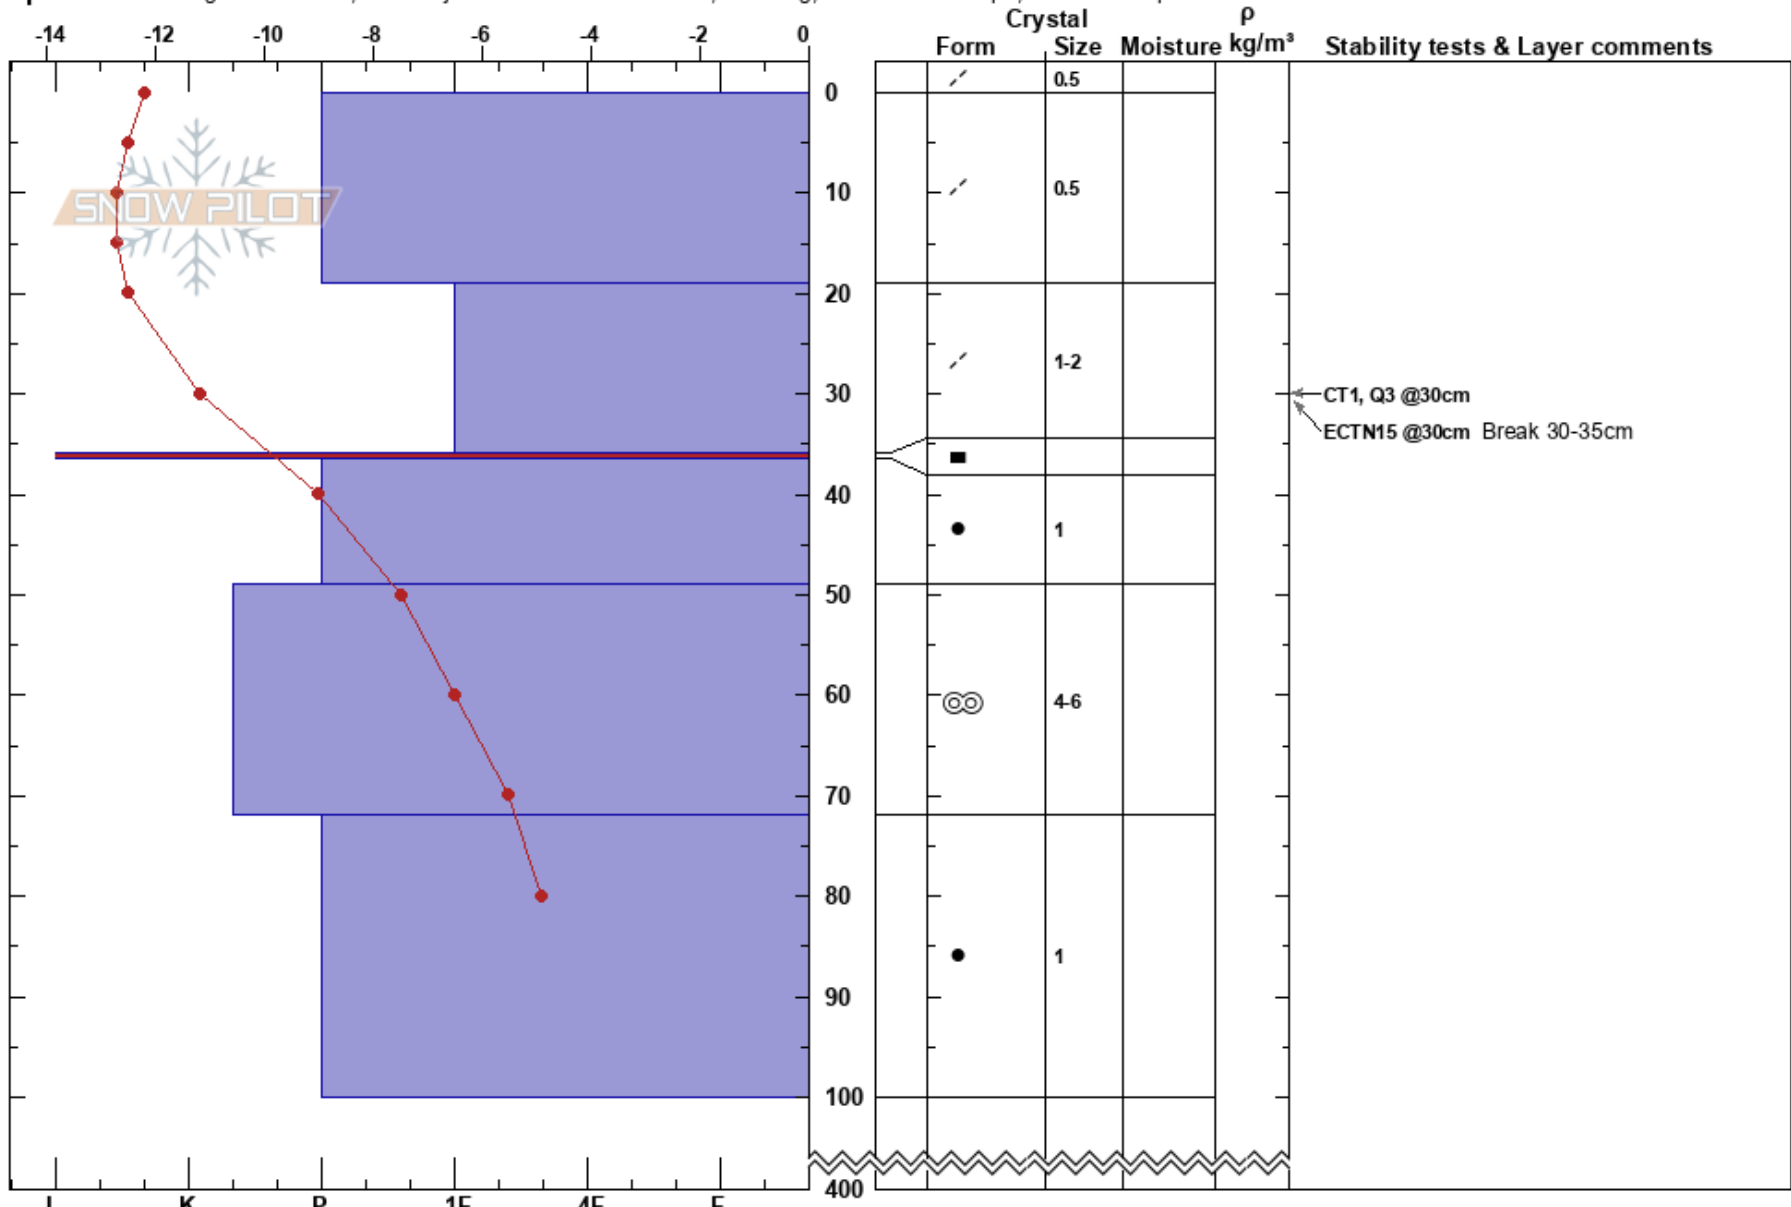 Crystal ρ
-14 -12 -10 -8 -6 -4 -2 0 Form Size Moisture kg/m³ Stability tests & Layer comments
0.5
0
SNOW PILOT
10 0.5
20
1-2
30 CT1, Q3 @30cm
ECTN15 @30cm Break 30-35cm
40
1
50
60 4-6
70
80
1
90
100
400
I K P 1F 4F F